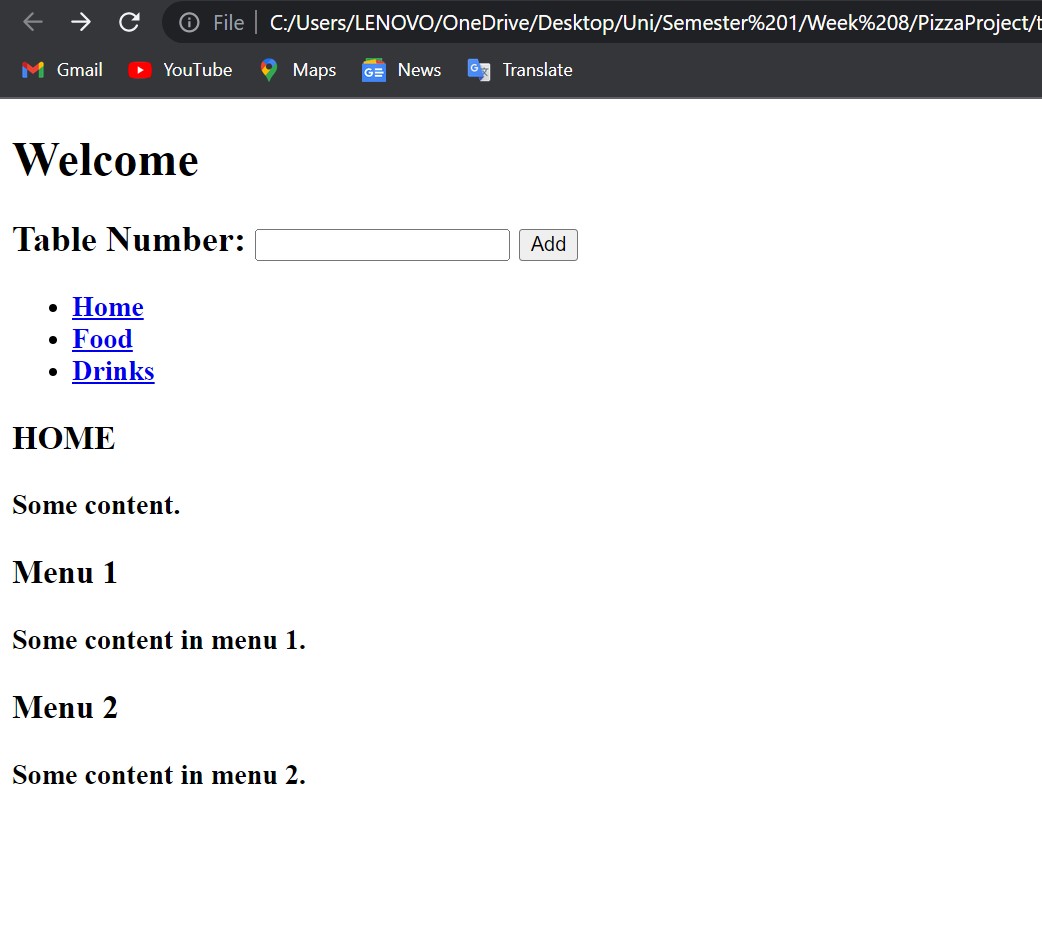 File C:/Users/LENOVO/OneDrive/Desktop/Uni/Semester%201/Week%208/PizzaProject/t
Gmail YouTube Maps News Translate
Welcome
Table Number: Add
Home
Food
Drinks
HOME
Some content.
Menu 1
Some content in menu 1.
Menu 2
Some content in menu 2.